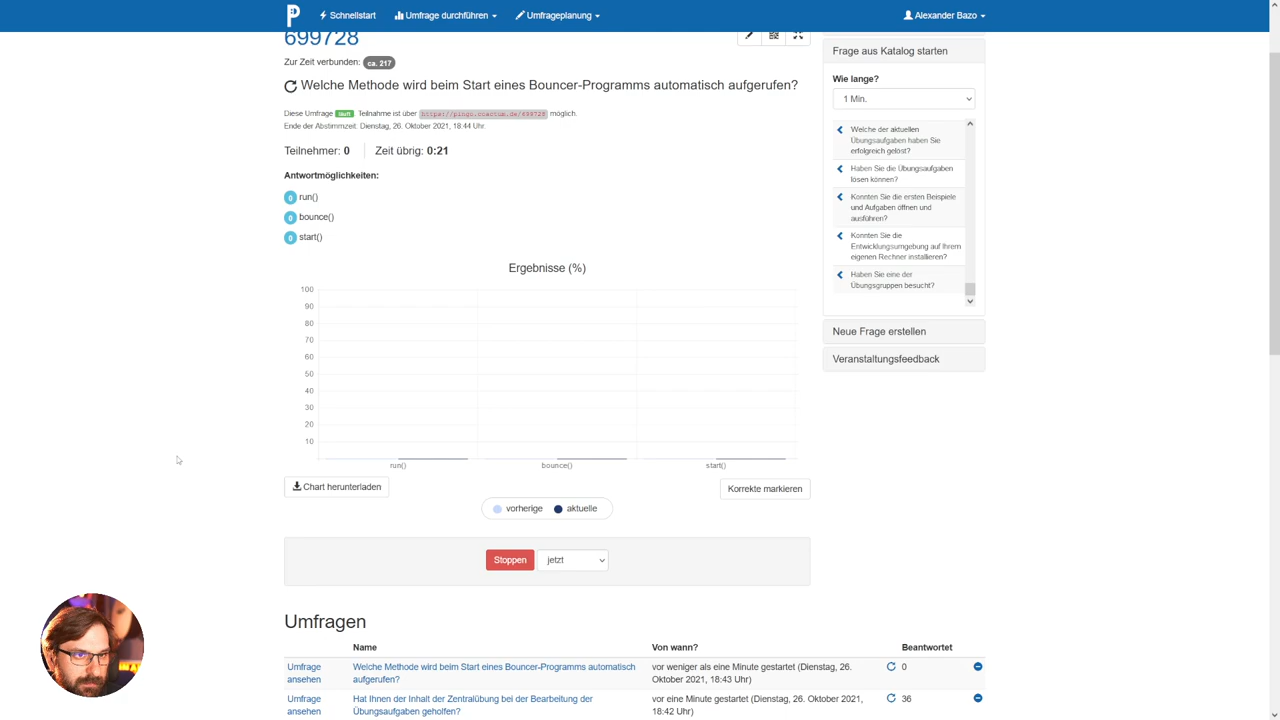 Schnellstart
Umfrage durchführen
Umfrageplanung
Alexander Bazo
699728
Zur Zeit verbunden: ca. 217
Welche Methode wird beim Start eines Bouncer-Programms automatisch aufgerufen?
Diese Umfrage läuft Teilnahme ist über https://pingo.coactum.de/699728 möglich.
Ende der Abstimmzeit: Dienstag, 26. Oktober 2021, 18:44 Uhr.
Teilnehmer: 0
Zeit übrig: 0:21
Antwortmöglichkeiten:
0 run()
0 bounce()
0 start()
Ergebnisse (%)
100
90
80
70
60
50
40
30
20
10
run()
bounce()
start()
Chart herunterladen
Korrekte markieren
vorherige
aktuelle
Stoppen
jetzt
Frage aus Katalog starten
Wie lange?
1 Min.
Welche der aktuellen
Übungsaufgaben haben Sie
erfolgreich gelöst?
Haben Sie die Übungsaufgaben
lösen können?
Konnten Sie die ersten Beispiele
und Aufgaben öffnen und
ausführen?
Konnten Sie die
Entwicklungsumgebung auf Ihrem
eigenen Rechner installieren?
Haben Sie eine der
Übungsgruppen besucht?
Neue Frage erstellen
Veranstaltungsfeedback
Umfragen
Name
Von wann?
Beantwortet
Umfrage
ansehen
Welche Methode wird beim Start eines Bouncer-Programms automatisch
aufgerufen?
vor weniger als eine Minute gestartet (Dienstag, 26.
Oktober 2021, 18:43 Uhr)
0
Umfrage
ansehen
Hat Ihnen der Inhalt der Zentralübung bei der Bearbeitung der
Übungsaufgaben geholfen?
vor eine Minute gestartet (Dienstag, 26. Oktober 2021,
18:42 Uhr)
36